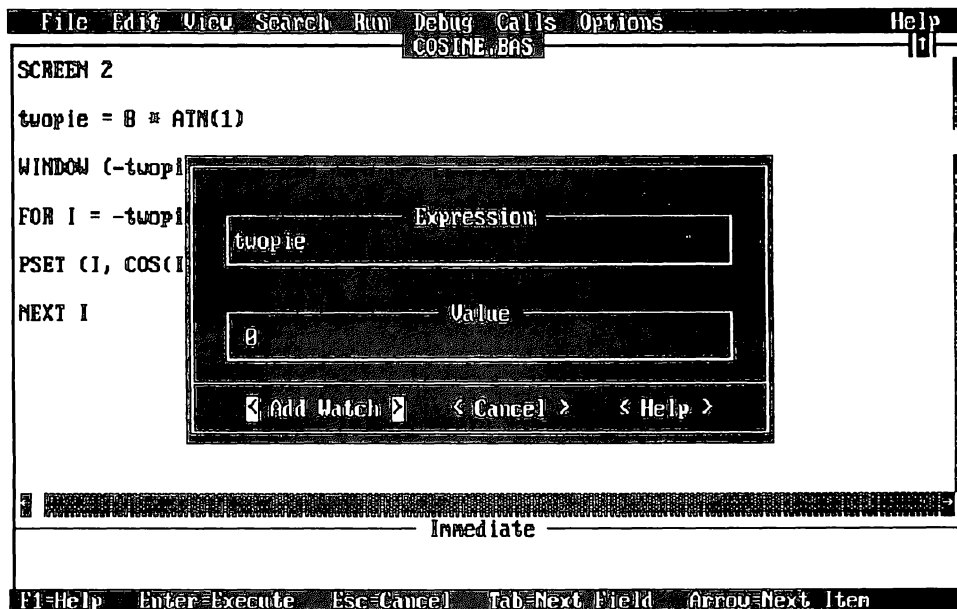 File Edit View Search Run Debug Calls Options Help
COSINE.BAS
SCREEN 2
twopie = 8 * ATN(1)
WINDOW (-twopi
FOR I = -twopi
PSET (I, COS(I
NEXT I
Expression
twopie
Value
0
< Add Watch > < Cancel > < Help >
Immediate
F1=Help Enter=Execute Esc=Cancel Tab=Next Field Arrow=Next Item